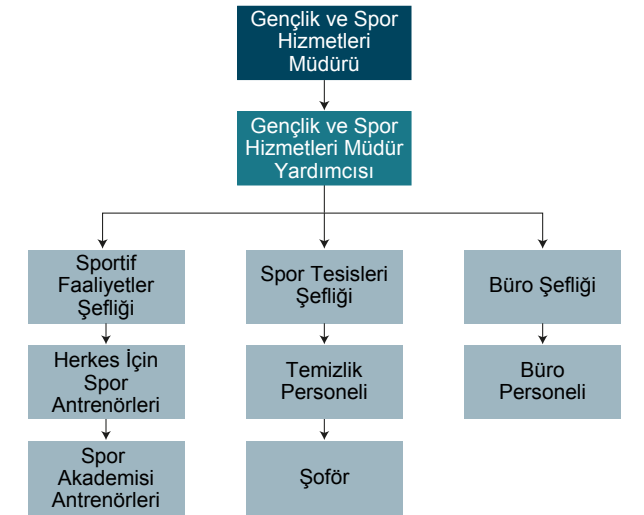 Gençlik ve Spor
Hizmetleri
Müdürü
Gençlik ve Spor
Hizmetleri Müdür
Yardımcısı
Sportif
Faaliyetler
Şefliği
Spor Tesisleri
Şefliği
Büro Şefliği
Herkes İçin
Spor
Antrenörleri
Temizlik
Personeli
Büro
Personeli
Spor
Akademisi
Antrenörleri
Şoför